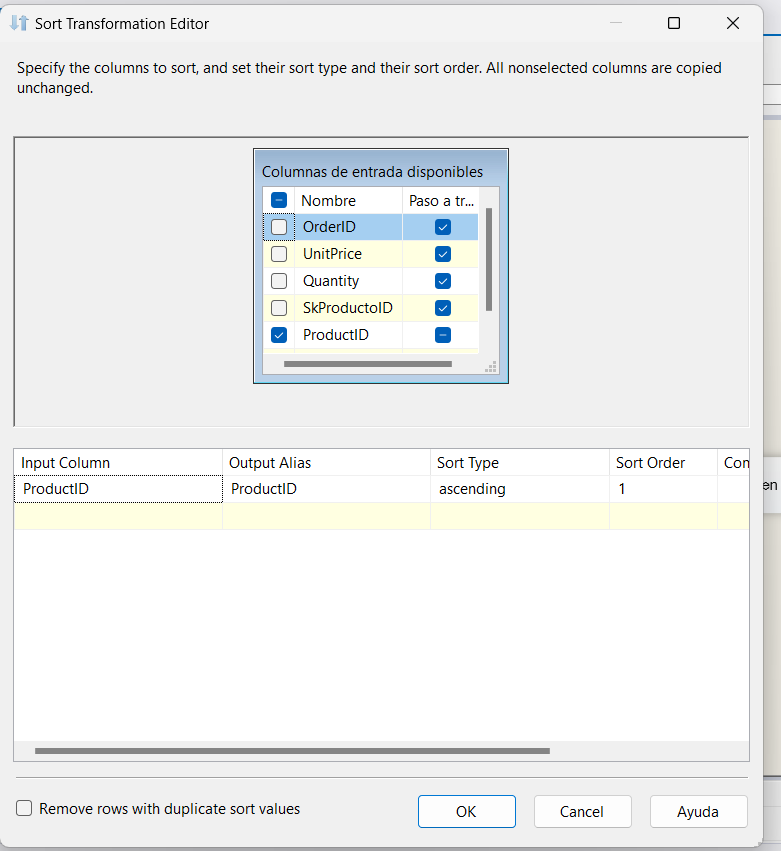 Sort Transformation Editor
Specify the columns to sort, and set their sort type and their sort order. All nonselected columns are copied
unchanged.
Columnas de entrada disponibles
Nombre Paso a tr...
OrderID
UnitPrice
Quantity
SkProductoID
ProductID
Input Column Output Alias Sort Type Sort Order Con
ProductID ProductID ascending 1
en
Remove rows with duplicate sort values
OK Cancel Ayuda